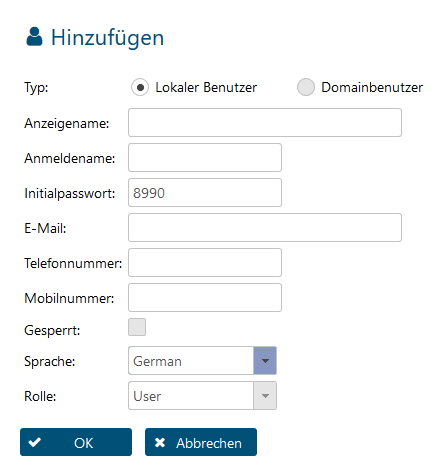 Hinzufügen
Typ: Lokaler Benutzer Domainbenutzer
Anzeigename:
Anmeldename:
Initialpasswort: 8990
E-Mail:
Telefonnummer:
Mobilnummer:
Gesperrt:
Sprache: German
Rolle: User
OK Abbrechen